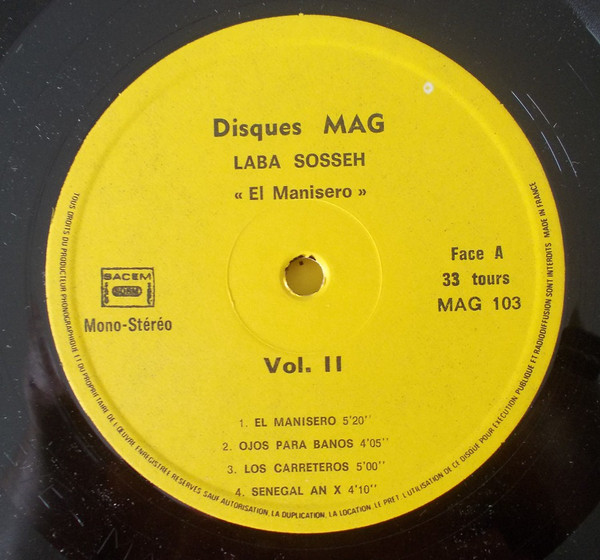 Disques MAG
LABA SOSSEH
« El Manisero »
Face A
33 tours
MAG 103
SACEM
SDRM
Mono-Stéréo
Vol. II
1. EL MANISERO 5'20''
2. OJOS PARA BANOS 4'05''
3. LOS CARRETEROS 5'00''
4. SENEGAL AN X 4'10''
TOUS DROITS DU PRODUCTEUR PHONOGRAPHIQUE ET DU PROPRIETAIRE DE L'ŒUVRE ENREGISTREE RESERVES SAUF AUTORISATION, LA DUPLICATION, LA LOCATION, LE PRET, L'UTILISATION DE CE DISQUE POUR EXECUTION PUBLIQUE ET RADIODIFFUSION SONT INTERDITS MADE IN FRANCE